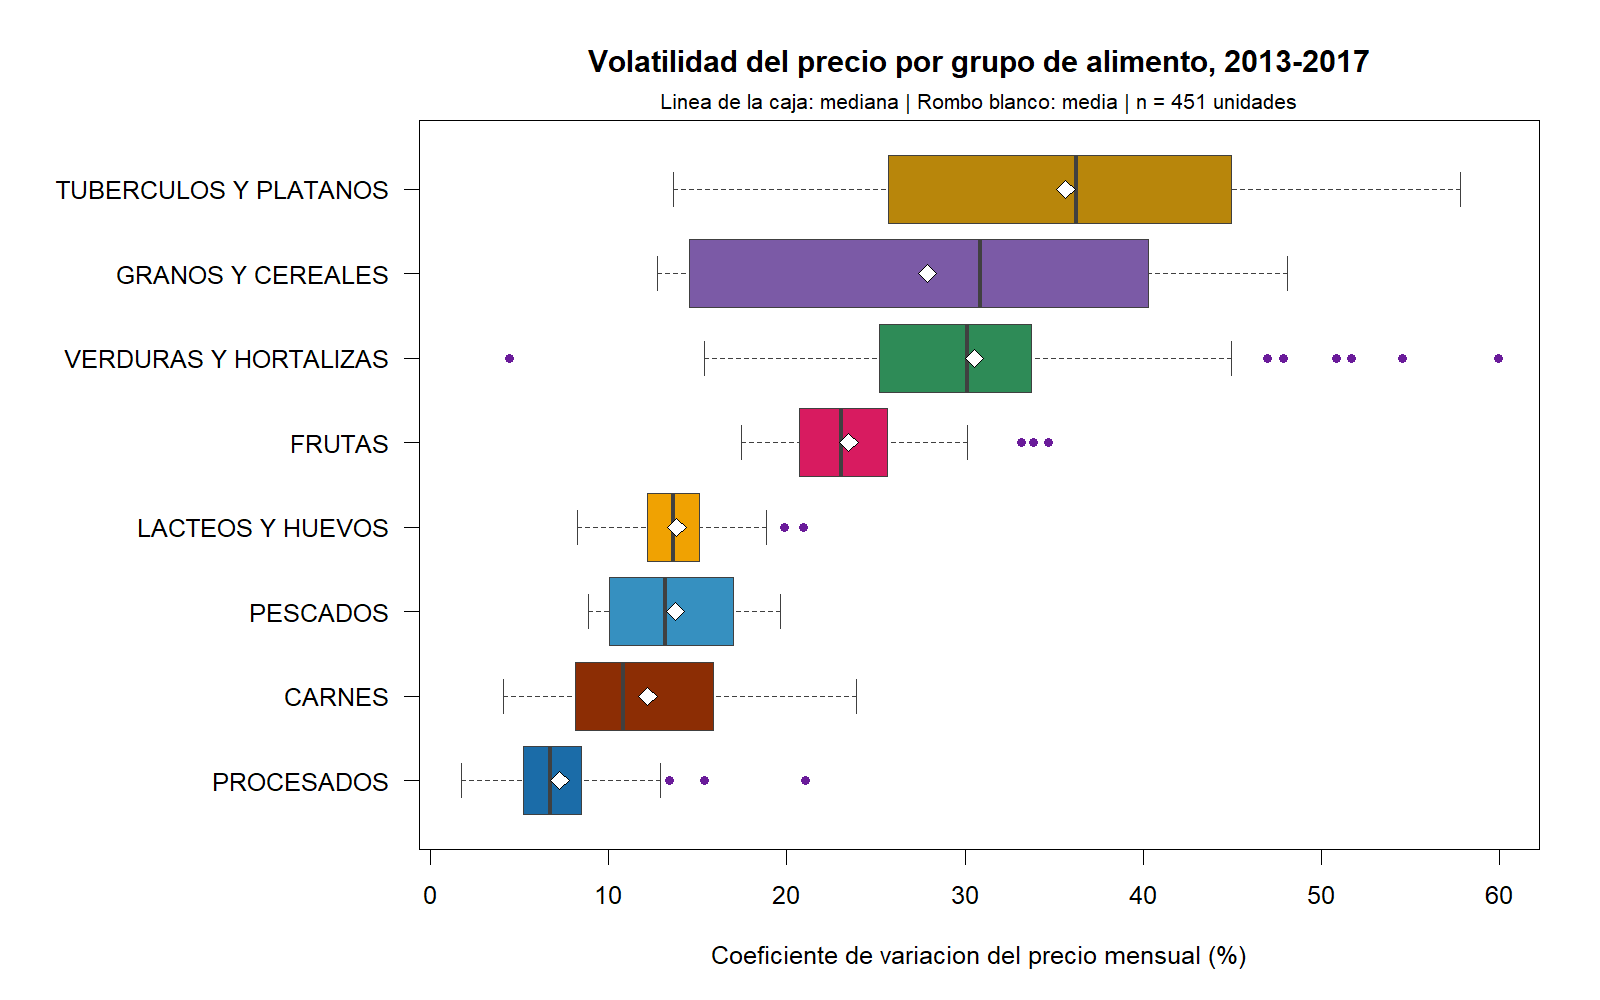 Volatilidad del precio por grupo de alimento, 2013-2017
Linea de la caja: mediana | Rombo blanco: media | n = 451 unidades
TUBERCULOS Y PLATANOS
GRANOS Y CEREALES
VERDURAS Y HORTALIZAS
FRUTAS
LACTEOS Y HUEVOS
PESCADOS
CARNES
PROCESADOS
0 10 20 30 40 50 60
Coeficiente de variacion del precio mensual (%)